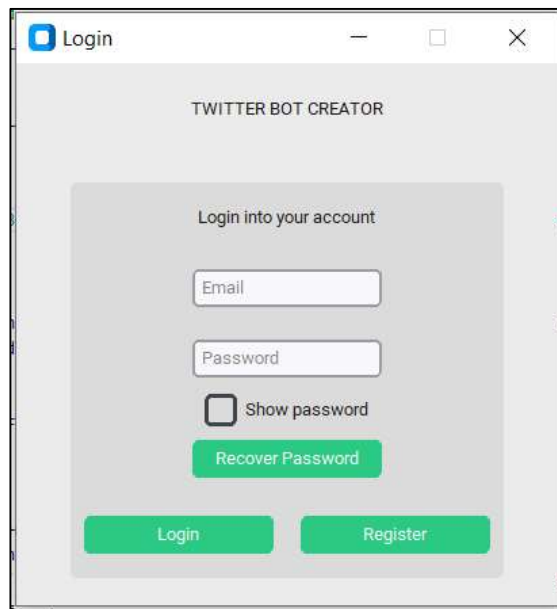 Login
TWITTER BOT CREATOR
Login into your account
Email
Password
Show password
Recover Password
Login
Register